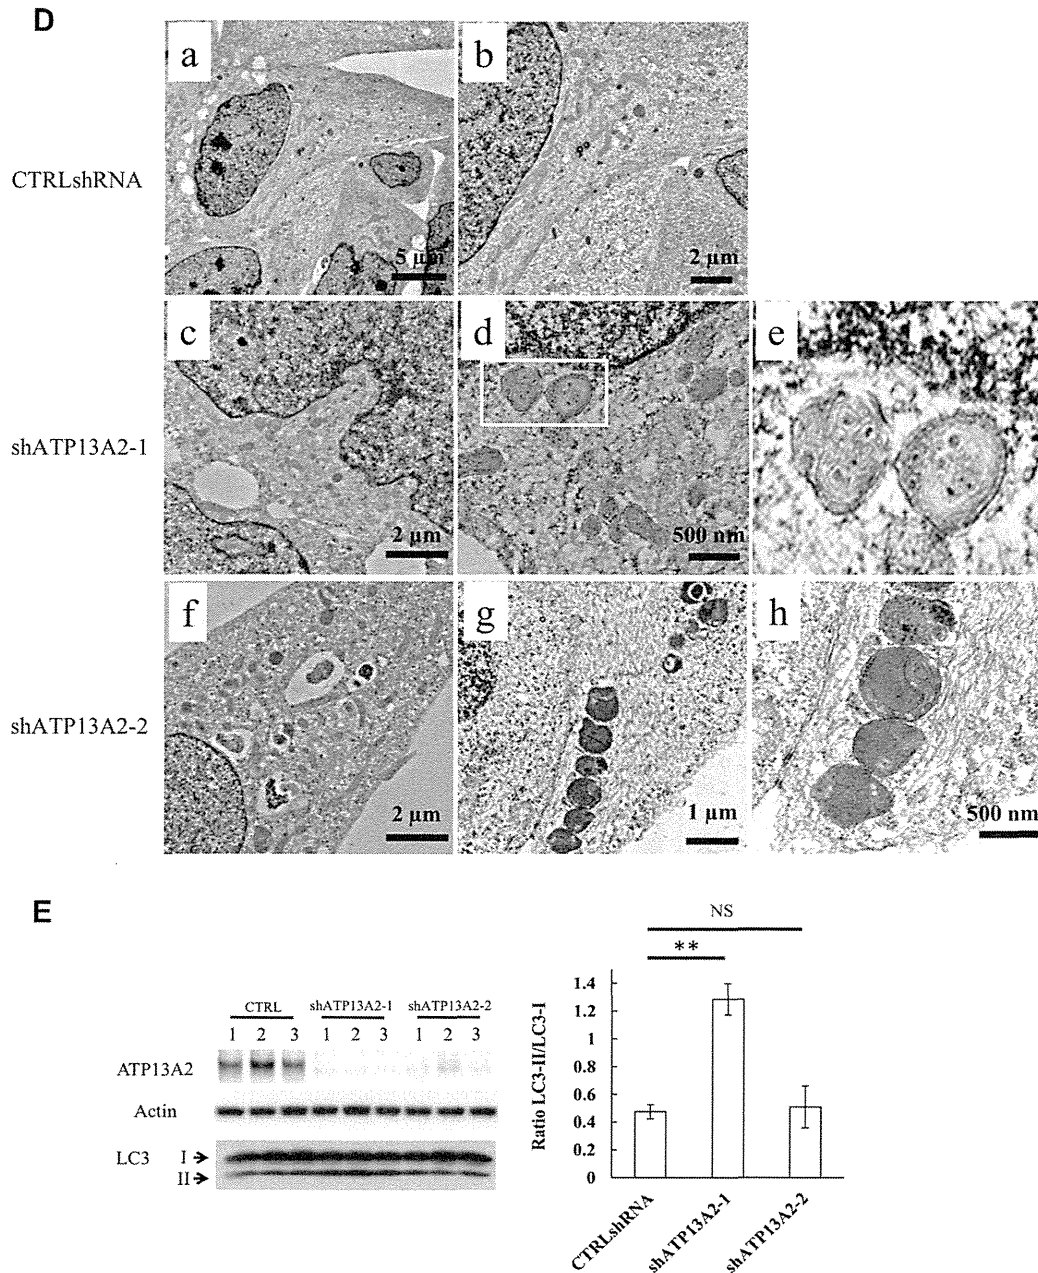 D
a
b
CTRLshRNA
5 μm
2 μm
c
d
e
shATP13A2-1
2 μm
500 nm
f
g
h
shATP13A2-2
2 μm
1 μm
500 nm
E
NS
**
CTRL shATP13A2-1 shATP13A2-2
1 2 3 1 2 3 1 2 3
ATP13A2
Actin
LC3 I
II
Ratio LC3-II/LC3-I
1.4
1.2
1
0.8
0.6
0.4
0.2
0
CTRLshRNA
shATP13A2-1
shATP13A2-2